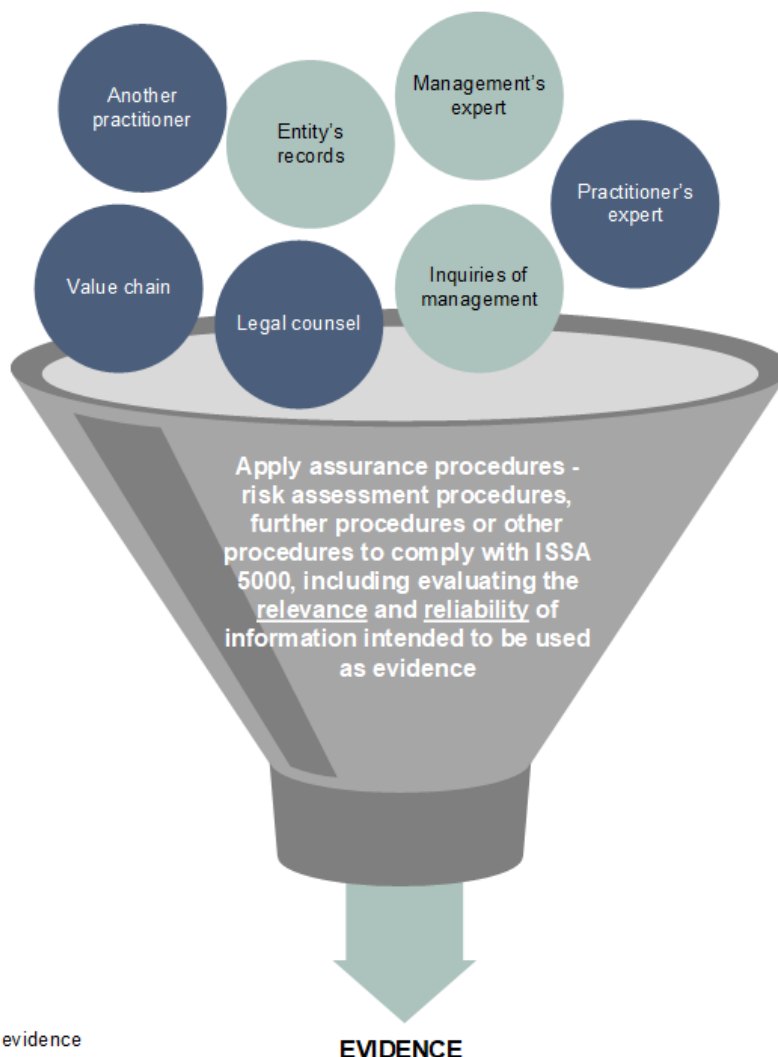 Another
practitioner
Entity's
records
Management's
expert
Practitioner's
expert
Value chain
Legal counsel
Inquiries of
management
Apply assurance procedures -
risk assessment procedures,
further procedures or other
procedures to comply with ISSA
5000, including evaluating the
relevance and reliability of
information intended to be used
as evidence
evidence
EVIDENCE